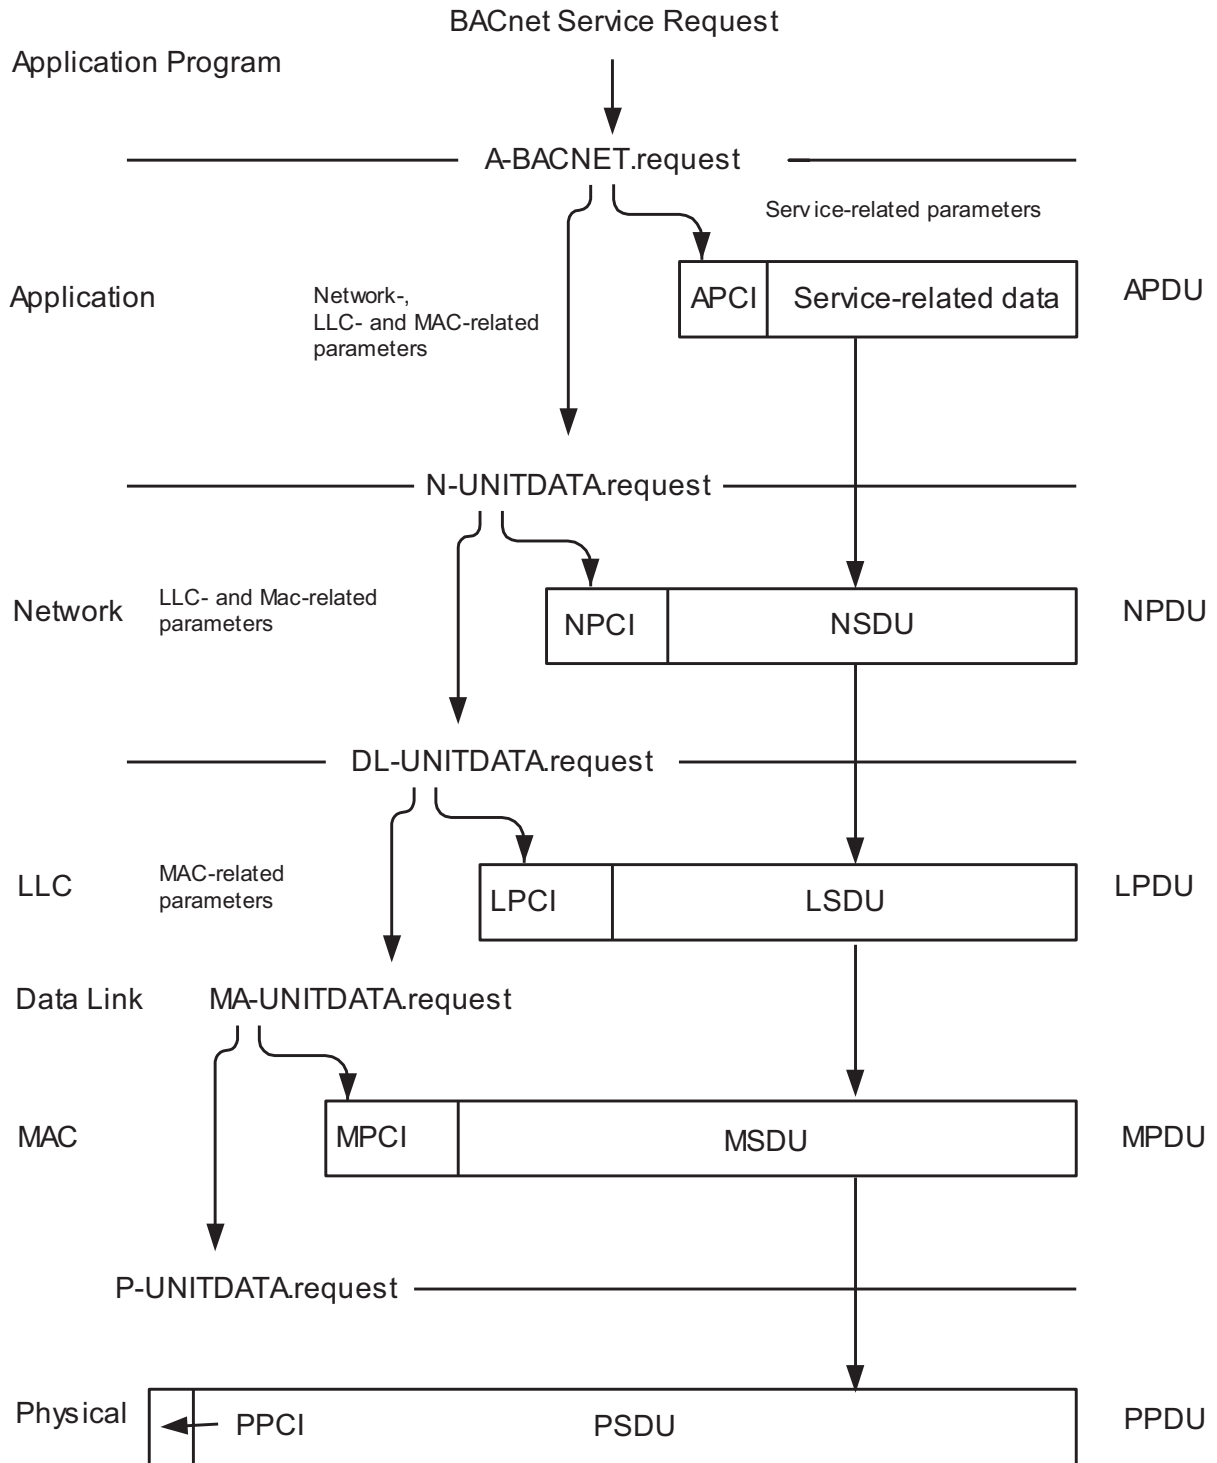 BACnet Service Request
Application Program
A-BACNET.request
Service-related parameters
Application
Network-,
LLC- and MAC-related
parameters
APCI
Service-related data
APDU
N-UNITDATA.request
Network
LLC- and Mac-related
parameters
NPCI
NSDU
NPDU
DL-UNITDATA.request
LLC
MAC-related
parameters
LPCI
LSDU
LPDU
Data Link
MA-UNITDATA.request
MAC
MPCI
MSDU
MPDU
P-UNITDATA.request
Physical
PPCI
PSDU
PPDU